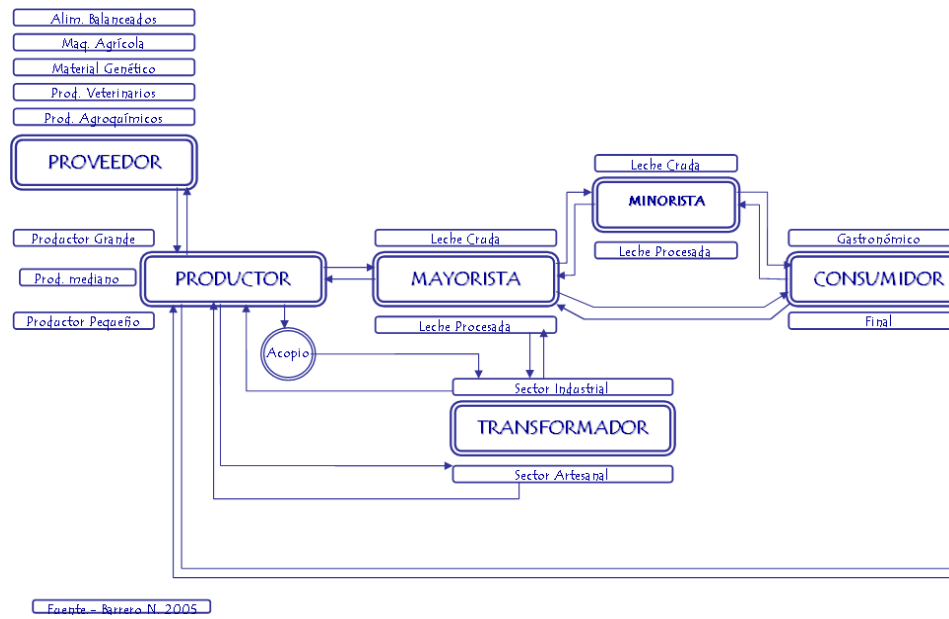 Alim. Balanceados
Maq. Agrícola
Material Genético
Prod. Veterinarios
Prod. Agroquímicos
PROVEEDOR
Leche Cruda
MINORISTA
Leche Procesada
Productor Grande
Prod. mediano
Productor Pequeño
PRODUCTOR
Leche Cruda
MAYORISTA
Leche Procesada
Gastronómico
CONSUMIDOR
Final
Acopio
Sector Industrial
TRANSFORMADOR
Sector Artesanal
Fuente.- Barrero N. 2005